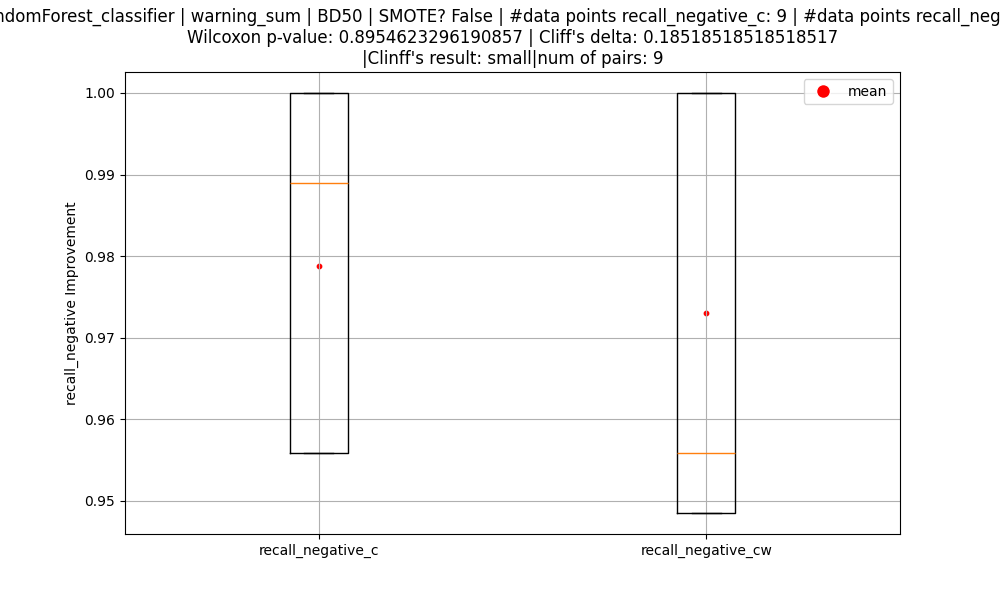 ndomForest_classifier | warning_sum | BD50 | SMOTE? False | #data points recall_negative_c: 9 | #data points recall_neg
Wilcoxon p-value: 0.8954623296190857 | Cliff's delta: 0.18518518518518517
|Clinff's result: small|num of pairs: 9
mean
1.00
0.99
0.98
0.97
0.96
0.95
recall_negative Improvement
recall_negative_c
recall_negative_cw